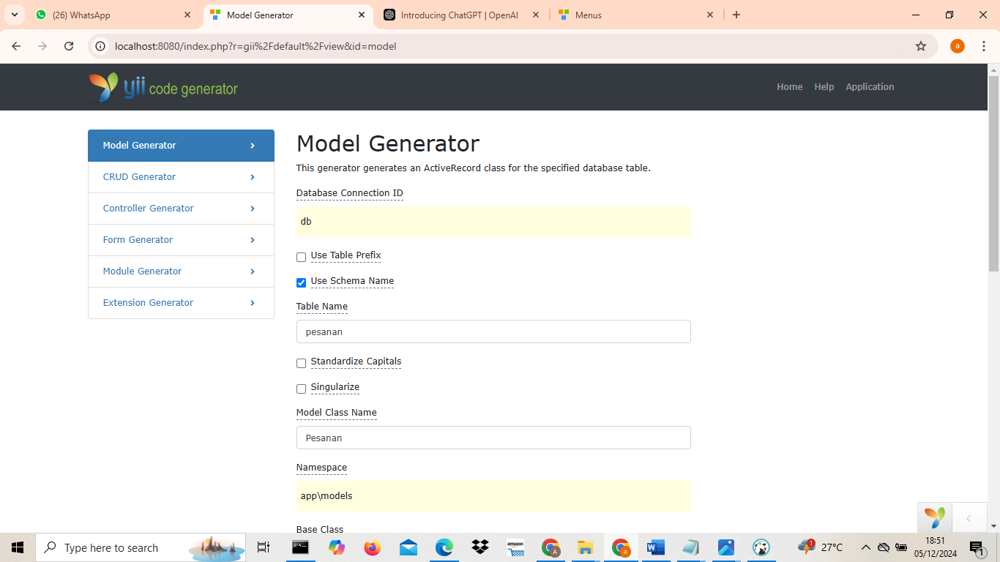 (26) WhatsApp
Model Generator
Introducing ChatGPT | OpenAI
Menus
localhost:8080/index.php?r=gii%2Fdefault%2Fview&id=model
a
yii code generator
Home Help Application
Model Generator
CRUD Generator
Controller Generator
Form Generator
Module Generator
Extension Generator
Model Generator
This generator generates an ActiveRecord class for the specified database table.
Database Connection ID
db
Use Table Prefix
Use Schema Name
Table Name
pesanan
Standardize Capitals
Singularize
Model Class Name
Pesanan
Namespace
app\models
Base Class
Type here to search
amazon
A
a
1
27°C
18:51
05/12/2024
1